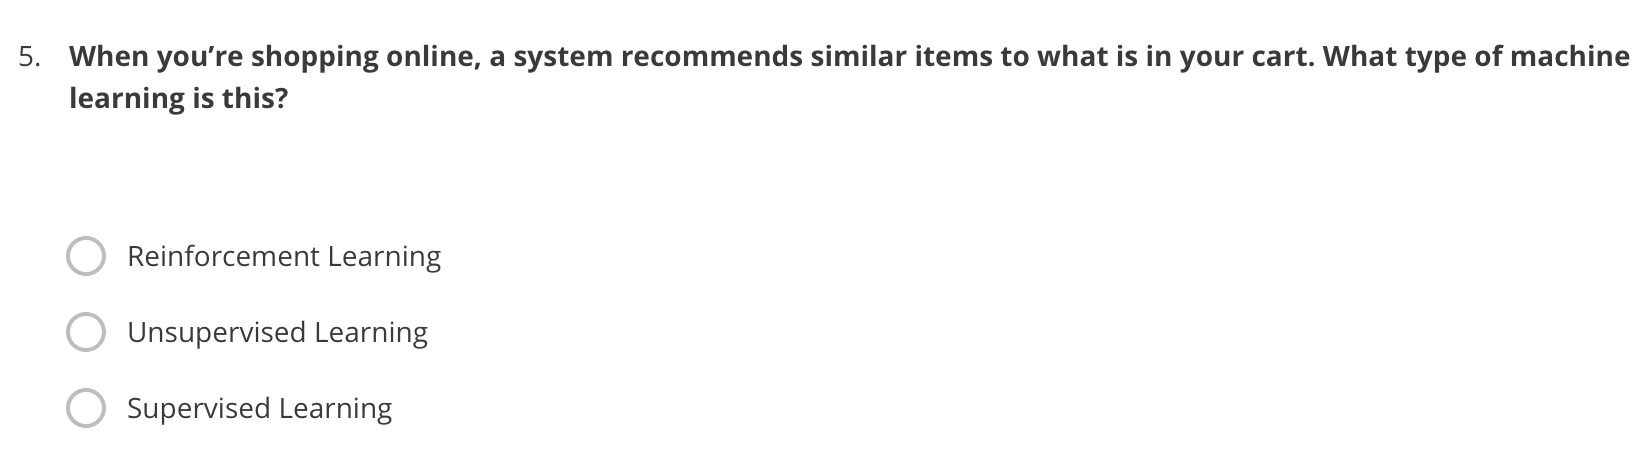 5. When you’re shopping online, a system recommends similar items to what is in your cart. What type of machine
learning is this?
Reinforcement Learning
Unsupervised Learning
Supervised Learning